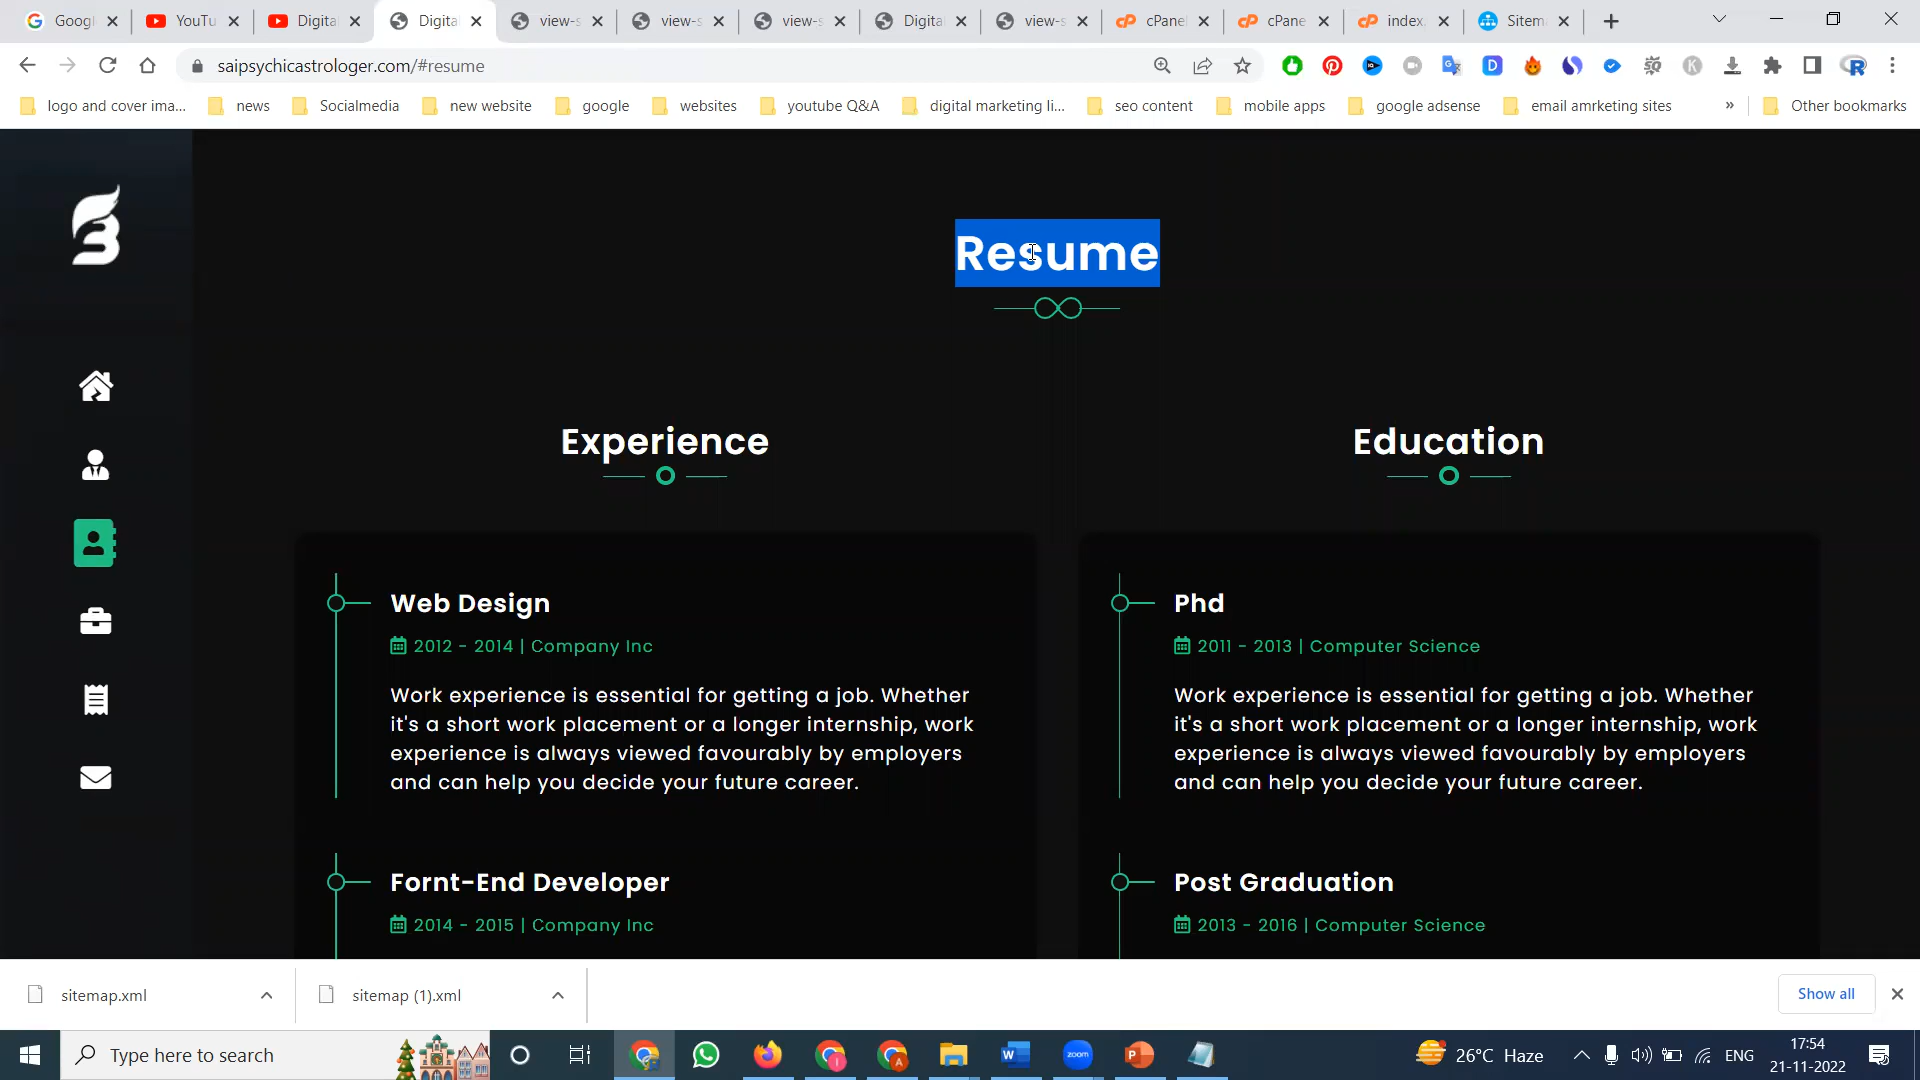 Googl
YouTu
Digital
Digital
view-s
view-s
view-s
Digital
view-s
cPanel
cPane
index.
Sitem
saipsychicastrologer.com/#resume
logo and cover ima...
news
Socialmedia
new website
google
websites
youtube Q&A
digital marketing li...
seo content
mobile apps
google adsense
email amrketing sites
»
Other bookmarks
Resume
Experience
Education
Web Design
2012 - 2014 | Company Inc
Work experience is essential for getting a job. Whether
it's a short work placement or a longer internship, work
experience is always viewed favourably by employers
and can help you decide your future career.
Phd
2011 - 2013 | Computer Science
Work experience is essential for getting a job. Whether
it's a short work placement or a longer internship, work
experience is always viewed favourably by employers
and can help you decide your future career.
Fornt-End Developer
2014 - 2015 | Company Inc
Post Graduation
2013 - 2016 | Computer Science
sitemap.xml
sitemap (1).xml
Show all
Type here to search
26°C Haze
ENG
17:54
21-11-2022